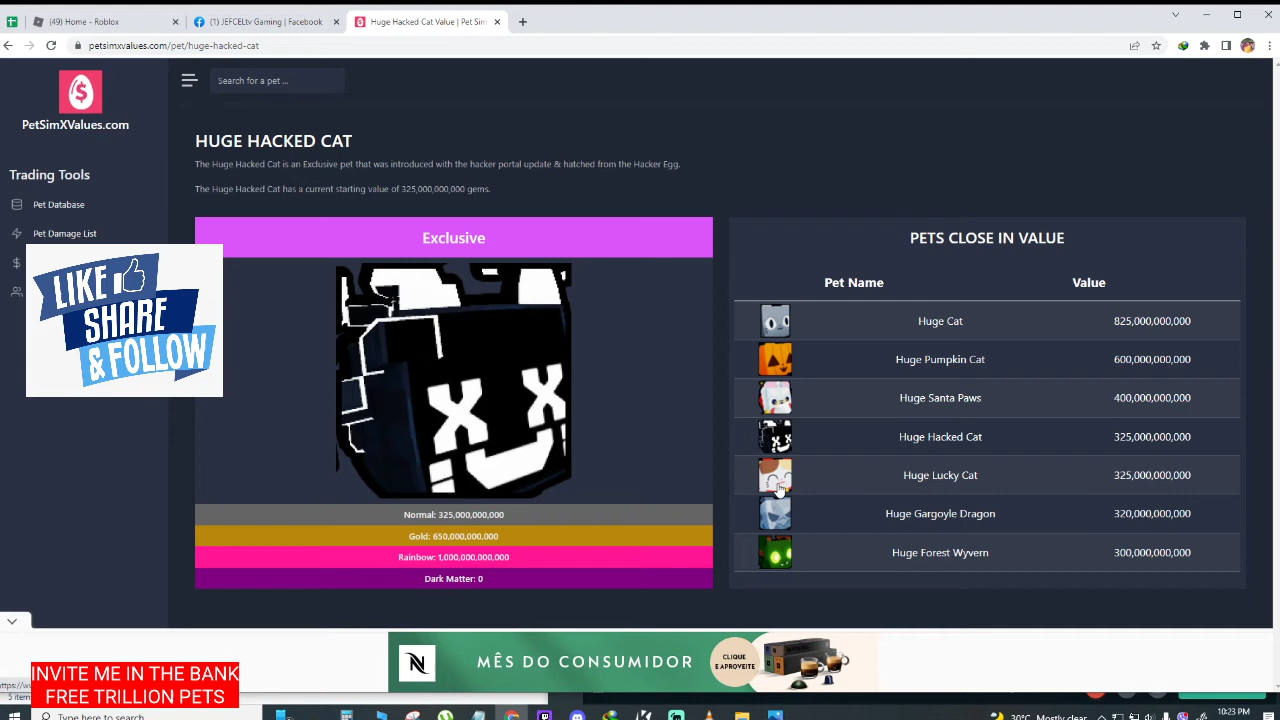 (49) Home - Roblox
(1) JEFCELtv Gaming | Facebook
Huge Hacked Cat Value | Pet Sim
petsimxvalues.com/pet/huge-hacked-cat
PetSimXValues.com
Search for a pet ...
Trading Tools
Pet Database
Pet Damage List
LIKE
SHARE
& FOLLOW
HUGE HACKED CAT
The Huge Hacked Cat is an Exclusive pet that was introduced with the hacker portal update & hatched from the Hacker Egg.
The Huge Hacked Cat has a current starting value of 325,000,000,000 gems.
Exclusive
Normal: 325,000,000,000
Gold: 650,000,000,000
Rainbow: 1,000,000,000,000
Dark Matter: 0
PETS CLOSE IN VALUE
Pet Name Value
Huge Cat 825,000,000,000
Huge Pumpkin Cat 600,000,000,000
Huge Santa Paws 400,000,000,000
Huge Hacked Cat 325,000,000,000
Huge Lucky Cat 325,000,000,000
Huge Gargoyle Dragon 320,000,000,000
Huge Forest Wyvern 300,000,000,000
N
MÊS DO CONSUMIDOR
CLIQUE
E APROVEITE
INVITE ME IN THE BANK
FREE TRILLION PETS
Type here to search
30°C Mostly clear
10:23 PM